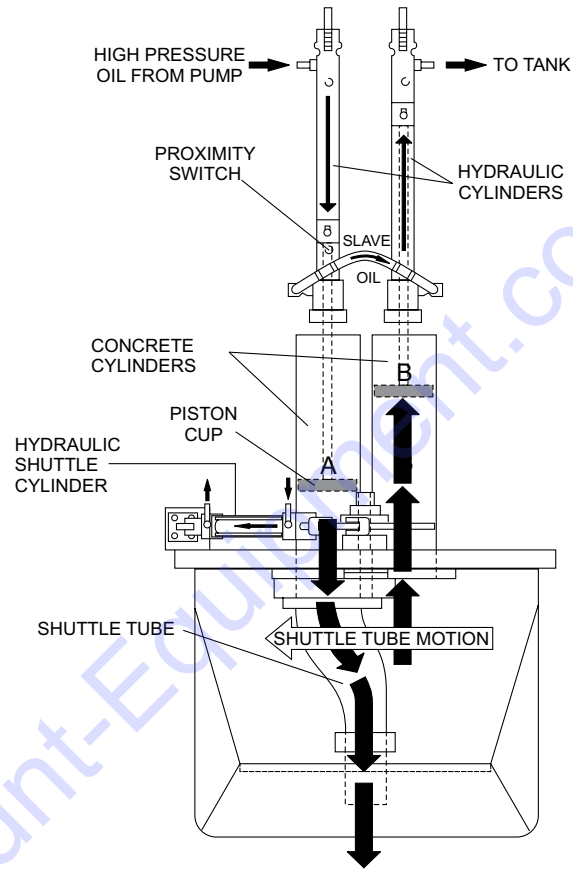 HIGH PRESSURE
OIL FROM PUMP
TO TANK
PROXIMITY
SWITCH
HYDRAULIC
CYLINDERS
SLAVE
OIL
CONCRETE
CYLINDERS
B
PISTON
CUP
A
HYDRAULIC
SHUTTLE
CYLINDER
SHUTTLE TUBE
SHUTTLE TUBE MOTION